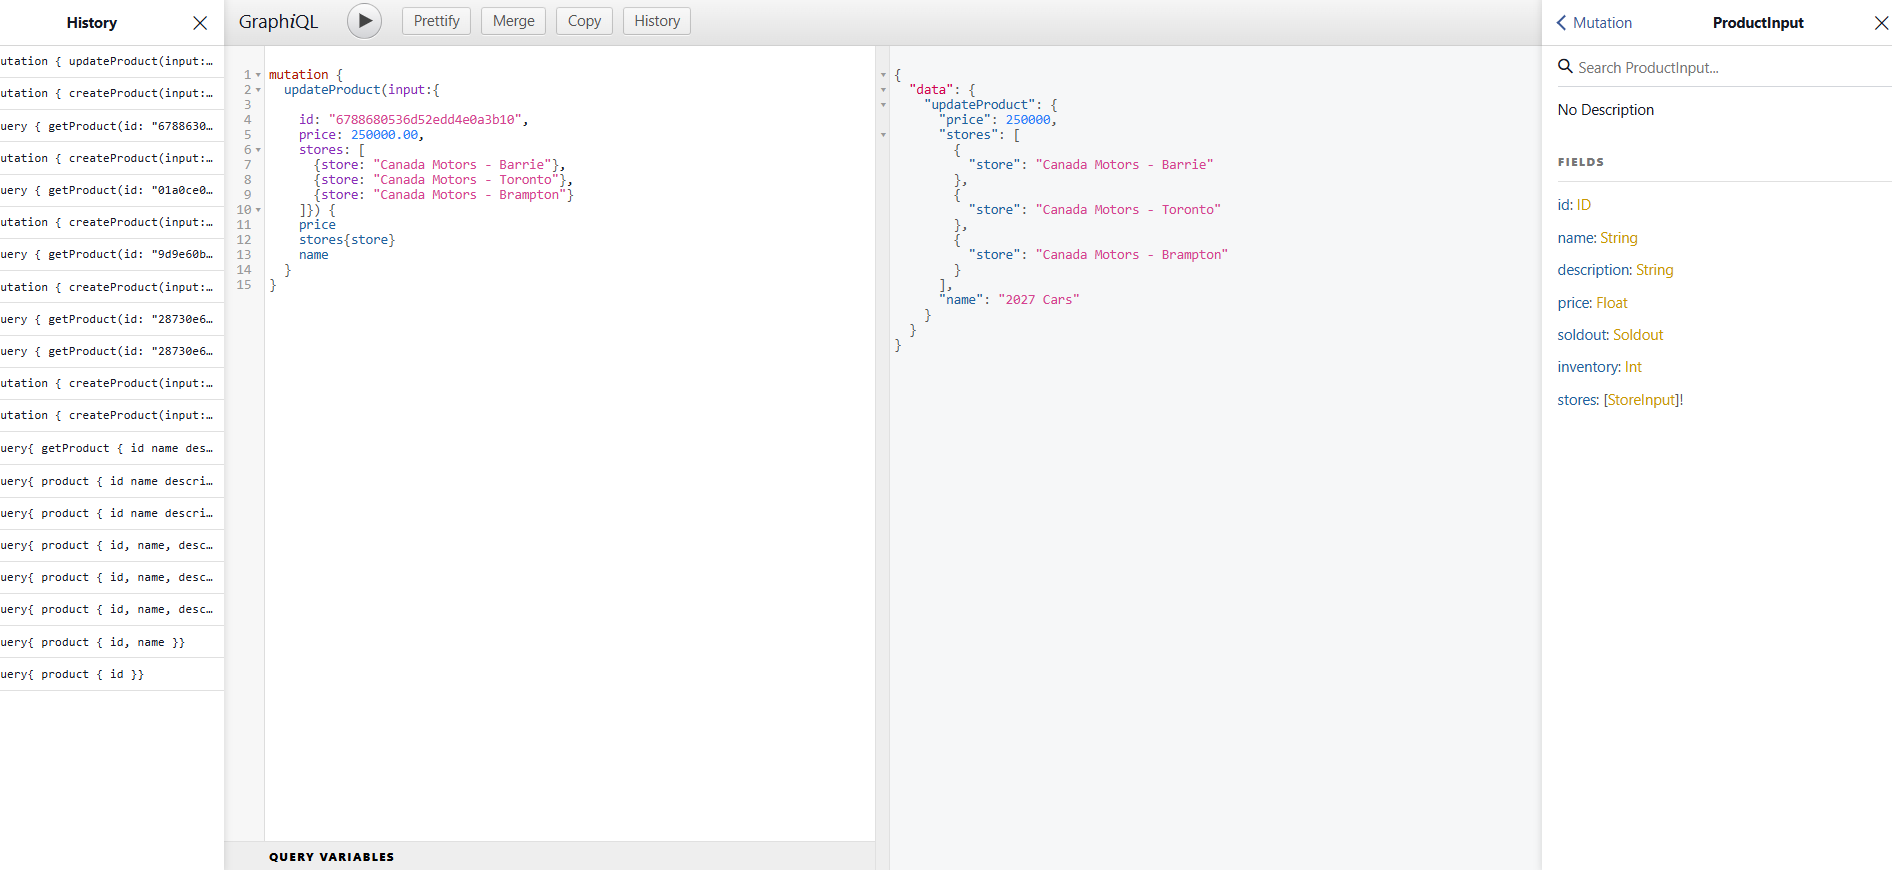 History
utation { updateProduct(input:…
utation { createProduct(input:…
uery { getProduct(id: "6788630…
utation { createProduct(input:…
uery { getProduct(id: "01a0ce0…
utation { createProduct(input:…
uery { getProduct(id: "9d9e60b…
utation { createProduct(input:…
uery { getProduct(id: "28730e6…
uery { getProduct(id: "28730e6…
utation { createProduct(input:…
utation { createProduct(input:…
uery{ getProduct { id name des…
uery{ product { id name descri…
uery{ product { id name descri…
uery{ product { id, name, desc…
uery{ product { id, name, desc…
uery{ product { id, name, desc…
uery{ product { id, name }}
uery{ product { id }}
GraphiQL Prettify Merge Copy History
1 mutation {
2 updateProduct(input:{
3
4 id: "6788680536d52edd4e0a3b10",
5 price: 250000.00,
6 stores: [
7 {store: "Canada Motors - Barrie"},
8 {store: "Canada Motors - Toronto"},
9 {store: "Canada Motors - Brampton"}
10 ]}) {
11 price
12 stores{store}
13 name
14 }
15 }
QUERY VARIABLES
{
"data": {
"updateProduct": {
"price": 250000,
"stores": [
{
"store": "Canada Motors - Barrie"
},
{
"store": "Canada Motors - Toronto"
},
{
"store": "Canada Motors - Brampton"
}
],
"name": "2027 Cars"
}
}
}
Mutation ProductInput
Search ProductInput...
No Description
FIELDS
id: ID
name: String
description: String
price: Float
soldout: Soldout
inventory: Int
stores: [StoreInput]!